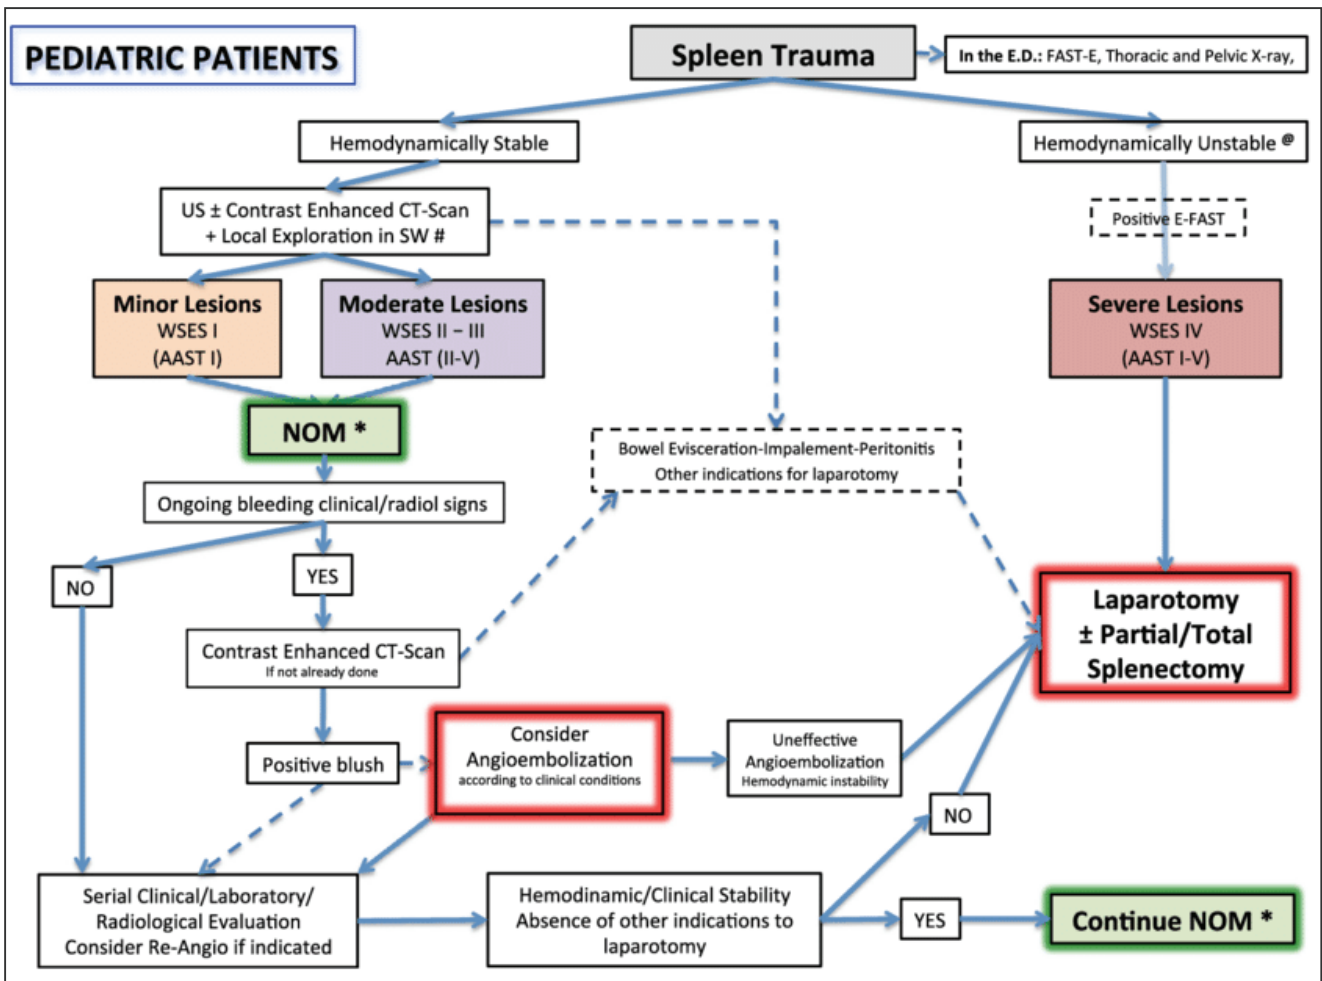 PEDIATRIC PATIENTS
Spleen Trauma
In the E.D.: FAST-E, Thoracic and Pelvic X-ray,
Hemodynamically Stable
Hemodynamically Unstable @
US ± Contrast Enhanced CT-Scan
+ Local Exploration in SW #
Positive E-FAST
Minor Lesions
WSES I
(AAST I)
Moderate Lesions
WSES II – III
AAST (II-V)
Severe Lesions
WSES IV
(AAST I-V)
NOM *
Bowel Evisceration-Impalement-Peritonitis
Other indications for laparotomy
Ongoing bleeding clinical/radiol signs
NO
YES
Laparotomy
± Partial/Total
Splenectomy
Contrast Enhanced CT-Scan
If not already done
Positive blush
Consider
Angioembolization
according to clinical conditions
Uneffective
Angioembolization
Hemodynamic instability
NO
Serial Clinical/Laboratory/
Radiological Evaluation
Consider Re-Angio if indicated
Hemodinamic/Clinical Stability
Absence of other indications to
laparotomy
YES
Continue NOM *